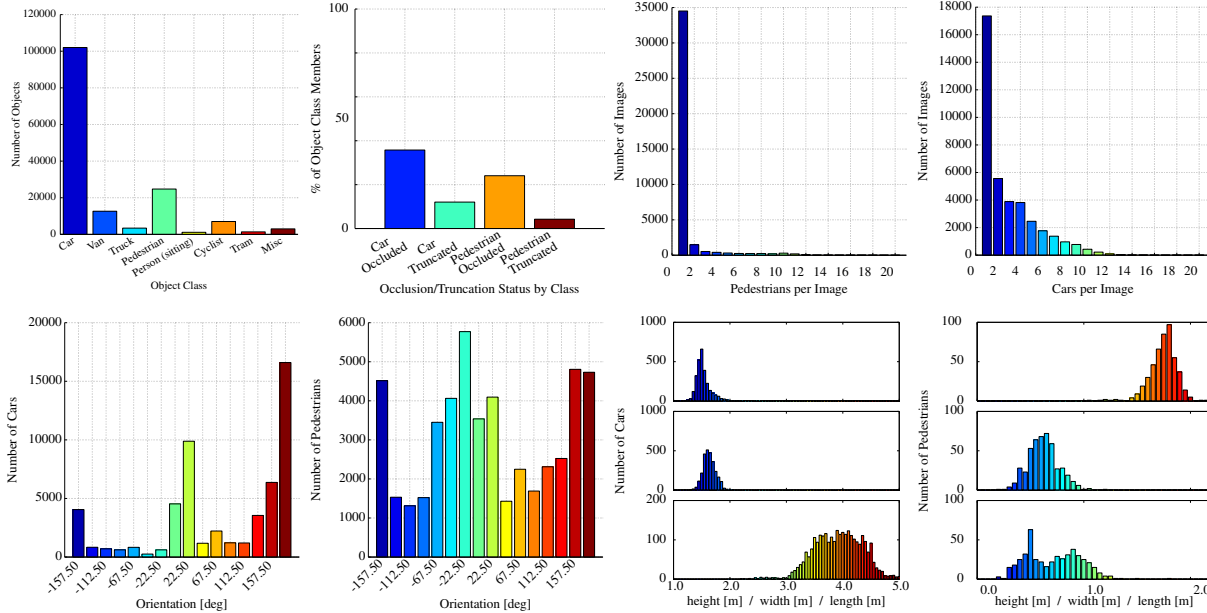 120000
100000
80000
60000
40000
20000
0
Number of Objects
Car
Van
Truck
Pedestrian
Person (sitting)
Cyclist
Tram
Misc
Object Class
100
50
0
% of Object Class Members
Car Occluded
Car Truncated
Pedestrian Occluded
Pedestrian Truncated
Occlusion/Truncation Status by Class
35000
30000
25000
20000
15000
10000
5000
0
Number of Images
0 2 4 6 8 10 12 14 16 18 20
Pedestrians per Image
18000
16000
14000
12000
10000
8000
6000
4000
2000
0
Number of Images
0 2 4 6 8 10 12 14 16 18 20
Cars per Image
20000
15000
10000
5000
0
Number of Cars
-157.50
-112.50
-67.50
-22.50
22.50
67.50
112.50
157.50
Orientation [deg]
6000
5000
4000
3000
2000
1000
0
Number of Pedestrians
-157.50
-112.50
-67.50
-22.50
22.50
67.50
112.50
157.50
Orientation [deg]
Number of Cars
1000
500
0
1000
500
0
200
100
0
1.0 2.0 3.0 4.0 5.0
height [m] / width [m] / length [m]
Number of Pedestrians
100
50
0
100
50
0
100
50
0
0.0 1.0 2.0
height [m] / width [m] / length [m]